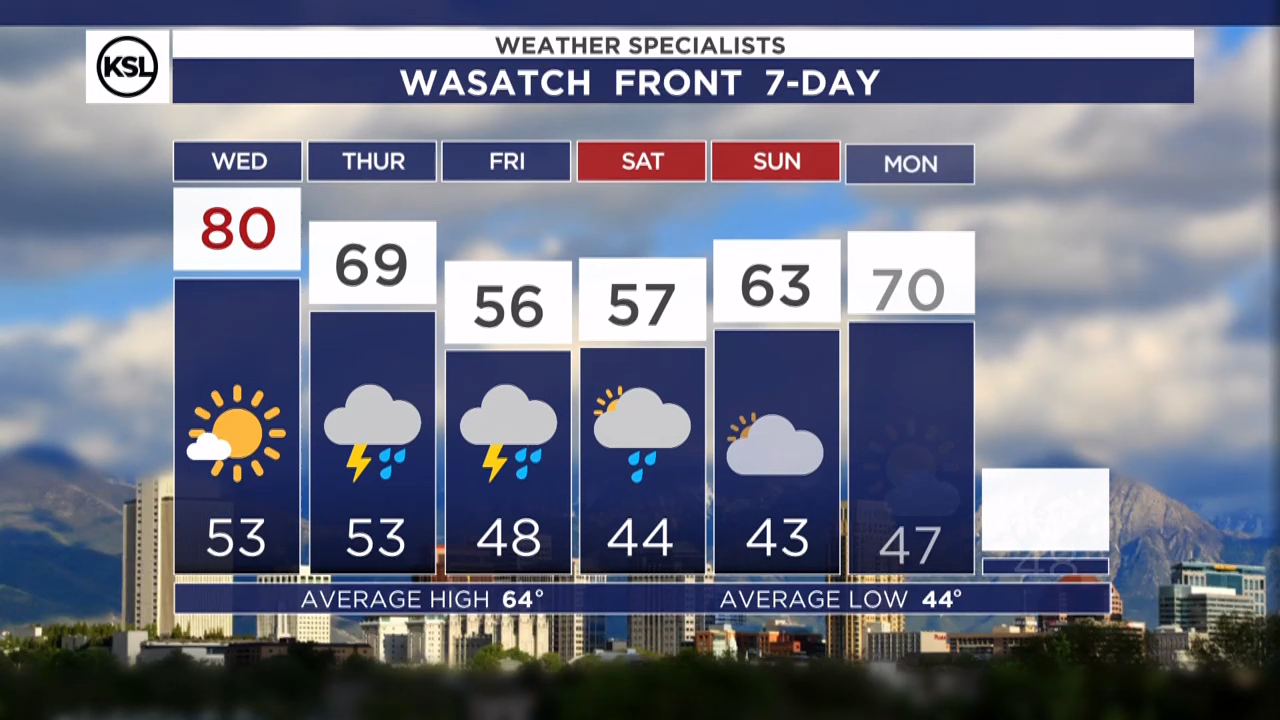 KSL
WEATHER SPECIALISTS
WASATCH FRONT 7-DAY
WED THUR FRI SAT SUN MON
80 69 56 57 63 70
53 53 48 44 43 47
AVERAGE HIGH 64° AVERAGE LOW 44°